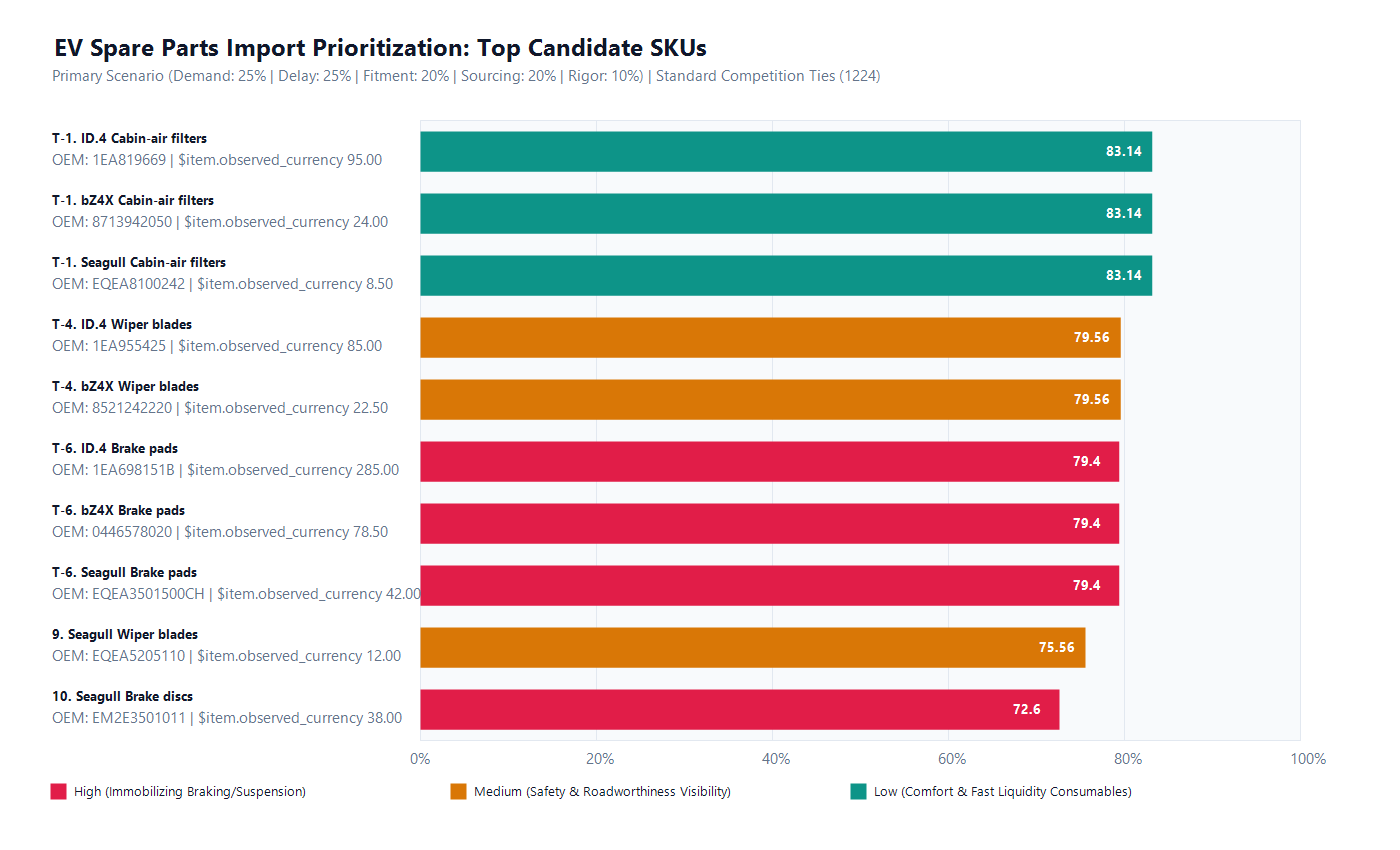 EV Spare Parts Import Prioritization: Top Candidate SKUs
Primary Scenario (Demand: 25% | Delay: 25% | Fitment: 20% | Sourcing: 20% | Rigor: 10%) | Standard Competition Ties (1224)
T-1. ID.4 Cabin-air filters
OEM: 1EA819669 | $item.observed_currency 95.00
83.14
T-1. bZ4X Cabin-air filters
OEM: 8713942050 | $item.observed_currency 24.00
83.14
T-1. Seagull Cabin-air filters
OEM: EQEA8100242 | $item.observed_currency 8.50
83.14
T-4. ID.4 Wiper blades
OEM: 1EA955425 | $item.observed_currency 85.00
79.56
T-4. bZ4X Wiper blades
OEM: 8521242220 | $item.observed_currency 22.50
79.56
T-6. ID.4 Brake pads
OEM: 1EA698151B | $item.observed_currency 285.00
79.4
T-6. bZ4X Brake pads
OEM: 0446578020 | $item.observed_currency 78.50
79.4
T-6. Seagull Brake pads
OEM: EQEA3501500CH | $item.observed_currency 42.00
79.4
9. Seagull Wiper blades
OEM: EQEA5205110 | $item.observed_currency 12.00
75.56
10. Seagull Brake discs
OEM: EM2E3501011 | $item.observed_currency 38.00
72.6
0% 20% 40% 60% 80% 100%
High (Immobilizing Braking/Suspension) Medium (Safety & Roadworthiness Visibility) Low (Comfort & Fast Liquidity Consumables)